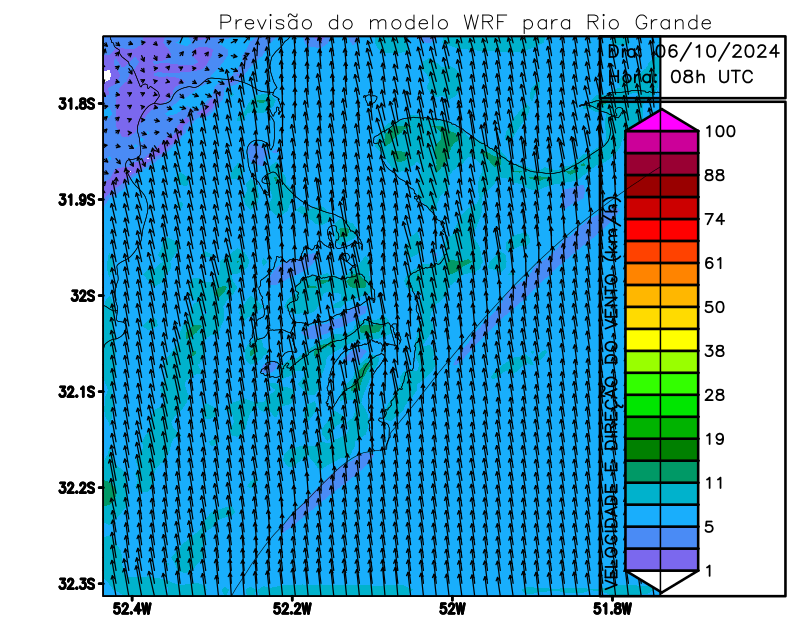 Previsão do modelo WRF para Rio Grande
Dia: 06/10/2024
Hora: 08h UTC
31.8S
31.9S
32S
32.1S
32.2S
32.3S
52.4W
52.2W
52W
51.8W
VELOCIDADE E DIREÇÃO DO VENTO (km/h)
100
88
74
61
50
38
28
19
11
5
1